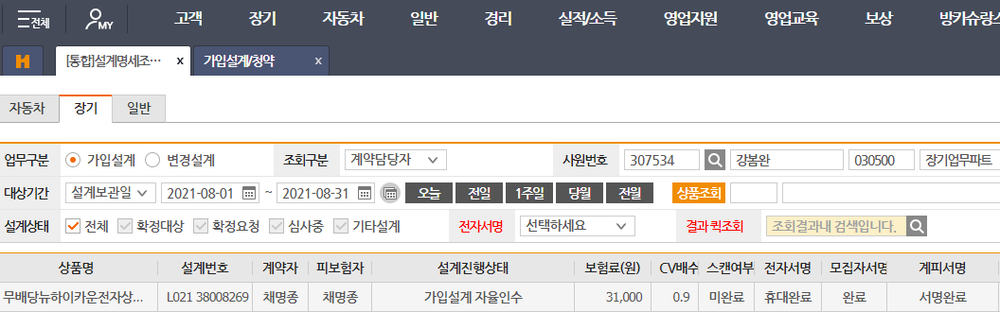 전체 MY 고객 장기 자동차 일반 경리 실적/소득 영업지원 영업교육 보상 방카슈랑스
H [통합]설계명세조⋯ x 가입설계/청약 x
자동차 장기 일반
업무구분 가입설계 변경설계 조회구분 계약담당자 사원번호 307534 강봉완 030500 장기업무파트
대상기간 설계보관일 2021-08-01 ~ 2021-08-31 오늘 전일 1주일 당월 전월 상품조회
설계상태 전체 확정대상 확정요청 심사중 기타설계 전자서명 선택하세요 결과 퀵조회 조회결과내 검색입니다.
상품명 설계번호 계약자 피보험자 설계진행상태 보험료(원) CV배수 스캔여부 전자서명 모집자서명 계피서명
무배당뉴하이카운전자상... L021 38008269 채명종 채명종 가입설계 자율인수 31,000 0.9 미완료 휴대완료 완료 서명완료